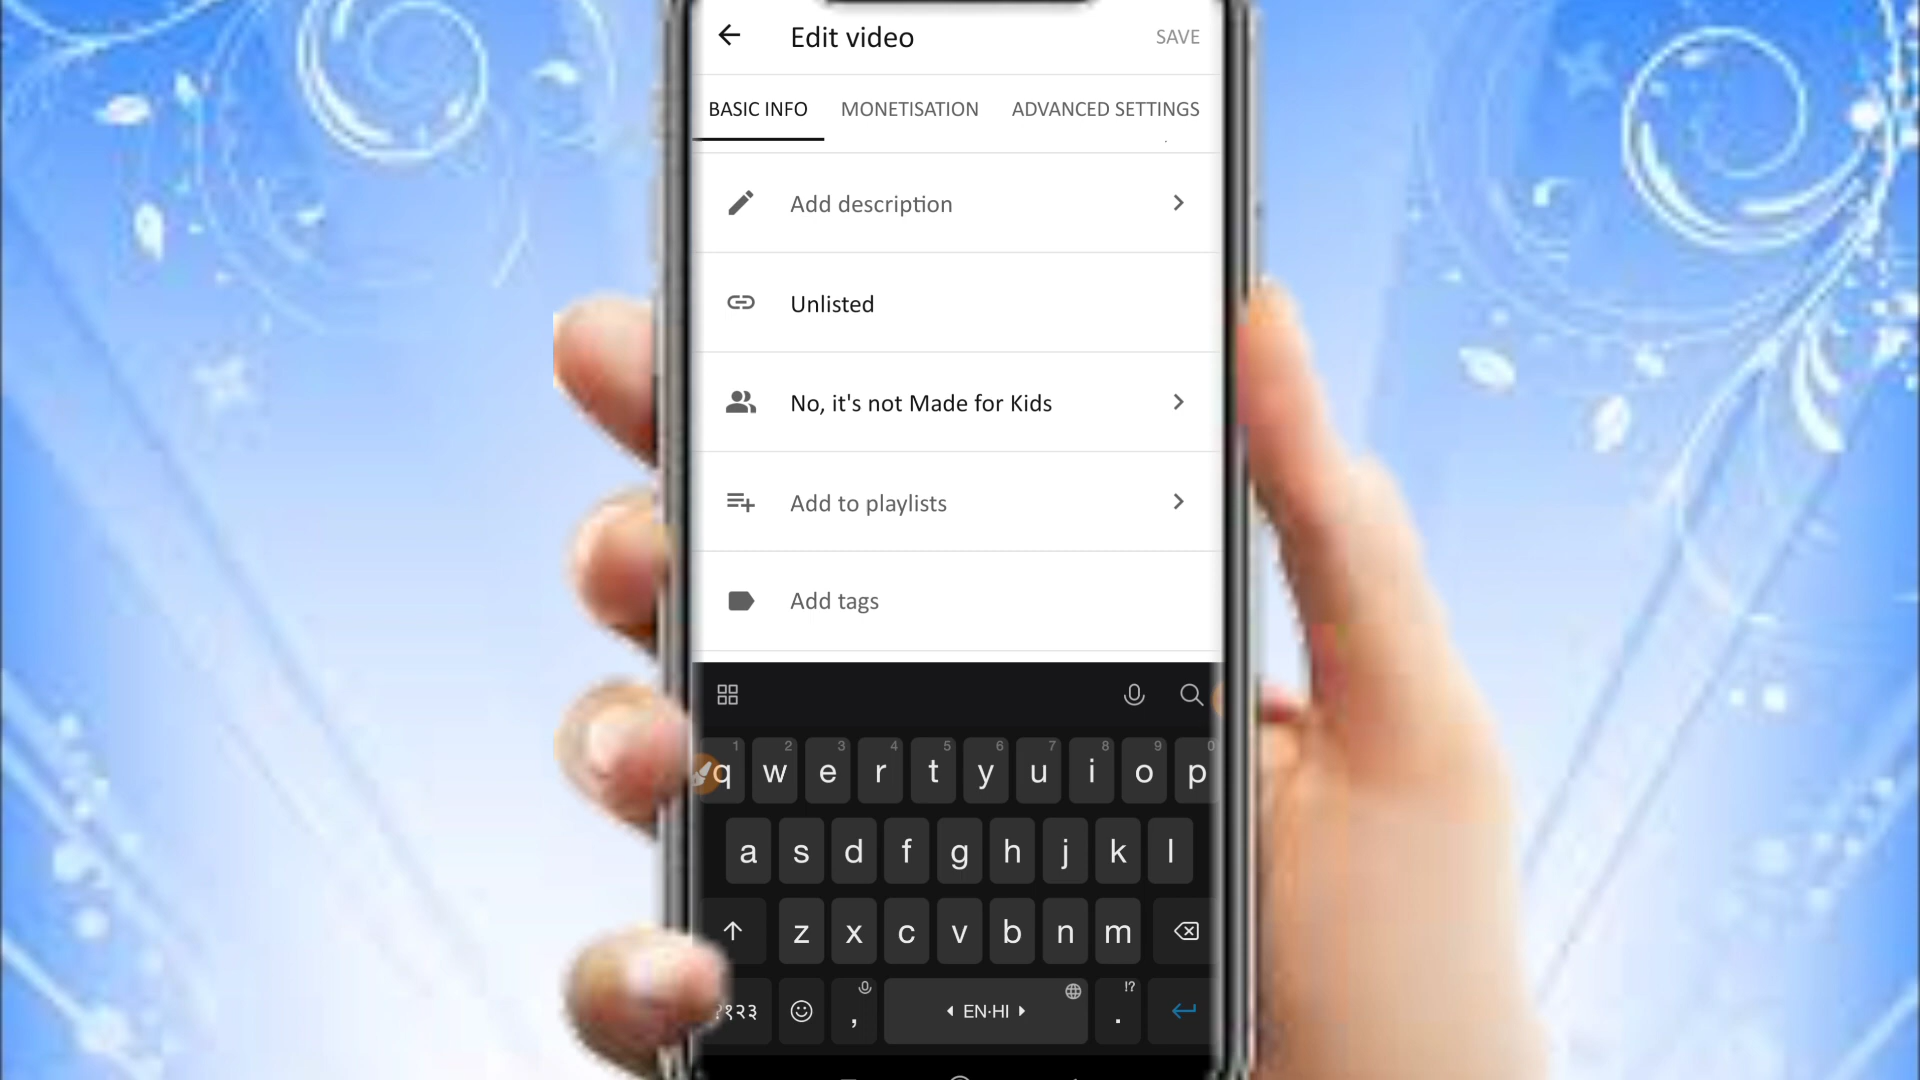 Edit video
SAVE
BASIC INFO MONETISATION ADVANCED SETTINGS
Add description
Unlisted
No, it's not Made for Kids
Add to playlists
Add tags
1 2 3 4 5 6 7 8 9 0
q w e r t y u i o p
a s d f g h j k l
z x c v b n m
?१२३ , EN·HI . !?